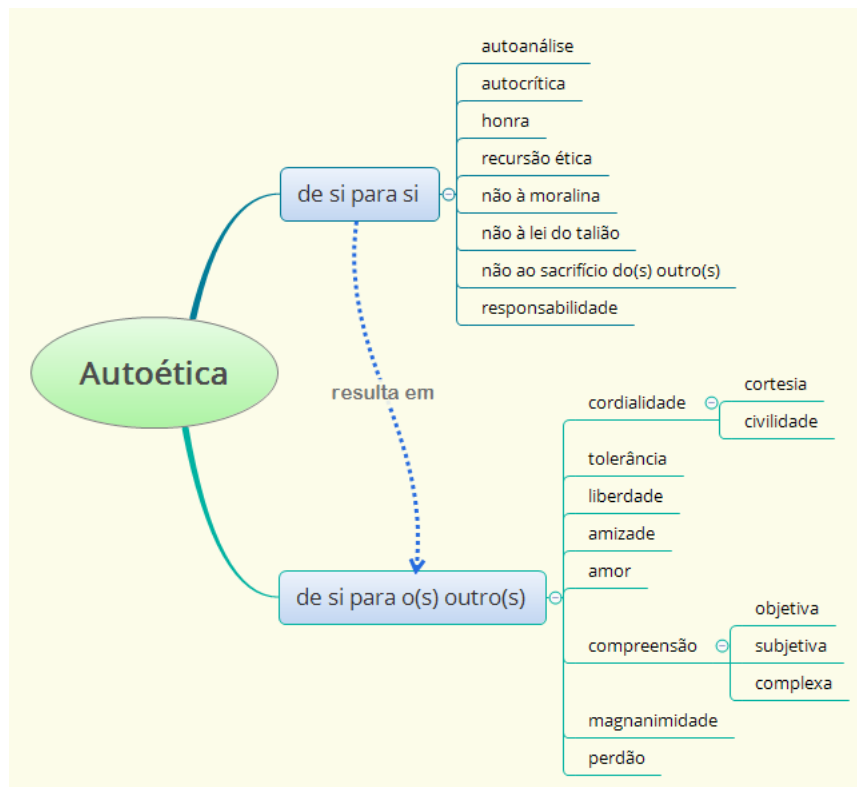 autoanálise
autocrítica
honra
recursão ética
de si para si
não à moralina
não à lei do talião
não ao sacrifício do(s) outro(s)
responsabilidade
Autoética
resulta em
cordialidade
cortesia
civilidade
tolerância
liberdade
amizade
amor
de si para o(s) outro(s)
compreensão
objetiva
subjetiva
complexa
magnanimidade
perdão